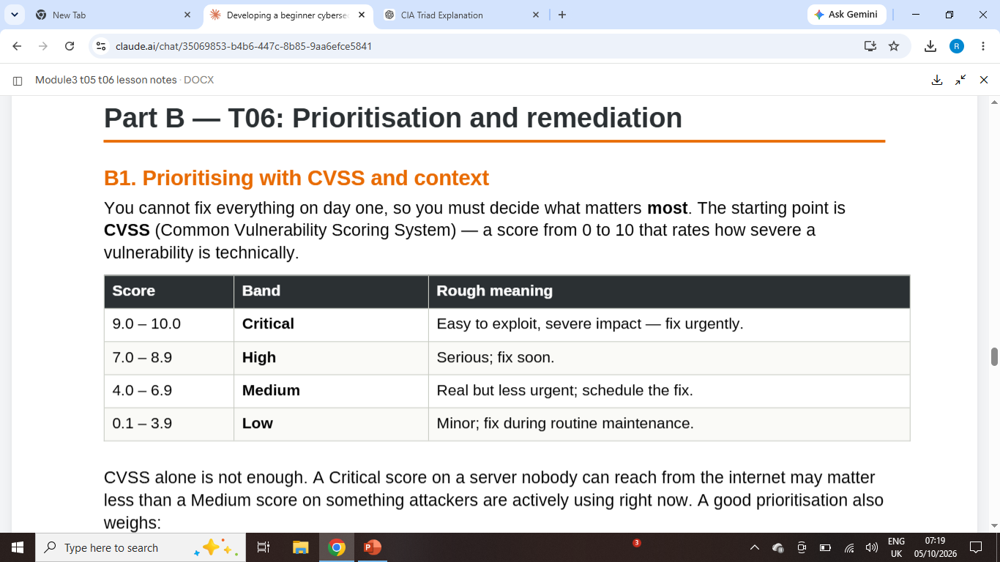 New Tab
Developing a beginner cyberse
CIA Triad Explanation
Ask Gemini
claude.ai/chat/35069853-b4b6-447c-8b85-9aa6efce5841
R
Module3 t05 t06 lesson notes · DOCX
Part B — T06: Prioritisation and remediation
B1. Prioritising with CVSS and context
You cannot fix everything on day one, so you must decide what matters most. The starting point is
CVSS (Common Vulnerability Scoring System) — a score from 0 to 10 that rates how severe a
vulnerability is technically.
Score Band Rough meaning
9.0 – 10.0 Critical Easy to exploit, severe impact — fix urgently.
7.0 – 8.9 High Serious; fix soon.
4.0 – 6.9 Medium Real but less urgent; schedule the fix.
0.1 – 3.9 Low Minor; fix during routine maintenance.
CVSS alone is not enough. A Critical score on a server nobody can reach from the internet may matter
less than a Medium score on something attackers are actively using right now. A good prioritisation also
weighs:
Type here to search
P
3
ENG
UK
07:19
05/10/2026